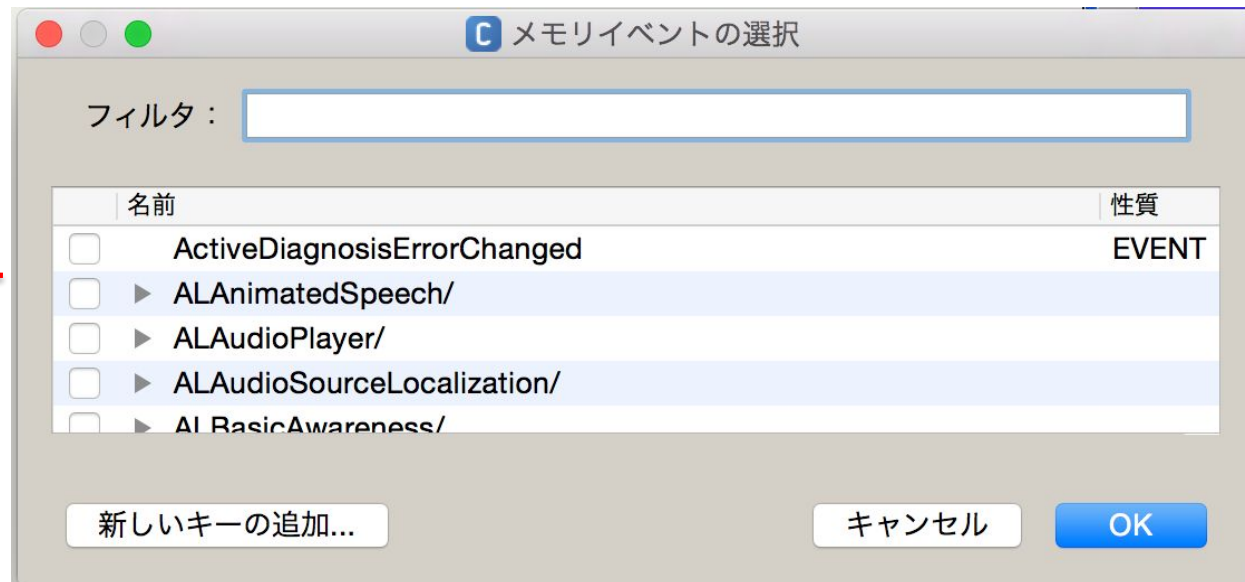 C メモリイベントの選択
フィルタ：
名前 性質
ActiveDiagnosisErrorChanged EVENT
ALAnimatedSpeech/
ALAudioPlayer/
ALAudioSourceLocalization/
ALBasicAwareness/
新しいキーの追加... キャンセル OK